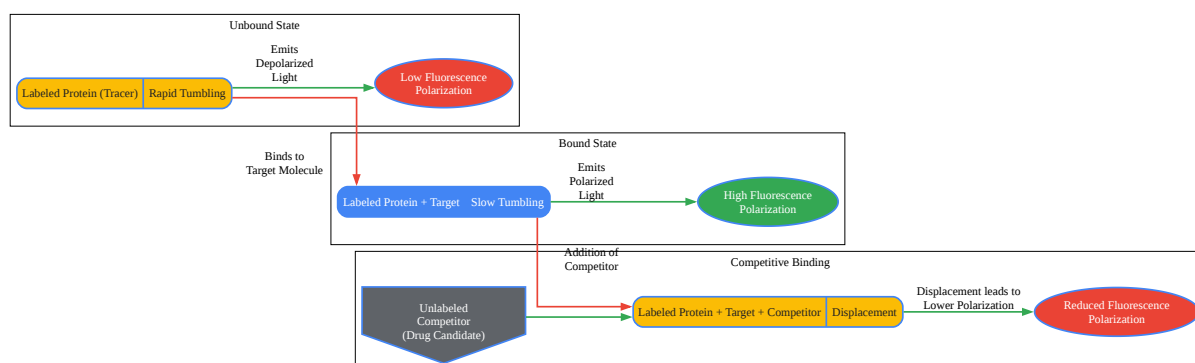 Unbound State
Emits
Depolarized
Light
Labeled Protein (Tracer)
Rapid Tumbling
Low Fluorescence
Polarization
Binds to
Target Molecule
Bound State
Emits
Polarized
Light
Labeled Protein + Target
Slow Tumbling
High Fluorescence
Polarization
Addition of
Competitor
Competitive Binding
Unlabeled
Competitor
(Drug Candidate)
Labeled Protein + Target + Competitor
Displacement
Displacement leads to
Lower Polarization
Reduced Fluorescence
Polarization